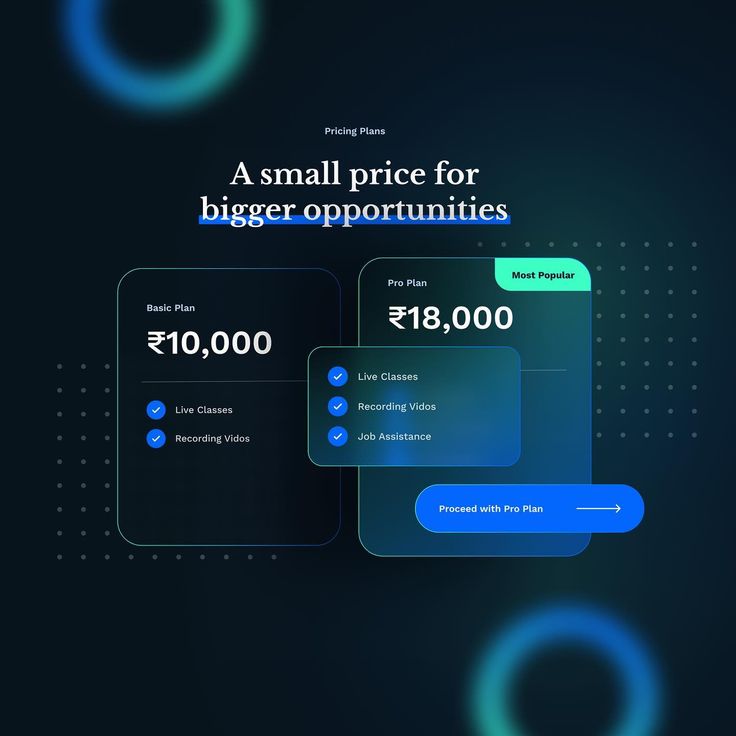 Pricing Plans
A small price for
bigger opportunities
Basic Plan
₹10,000
Live Classes
Recording Vidos
Pro Plan
Most Popular
₹18,000
Live Classes
Recording Vidos
Job Assistance
Proceed with Pro Plan